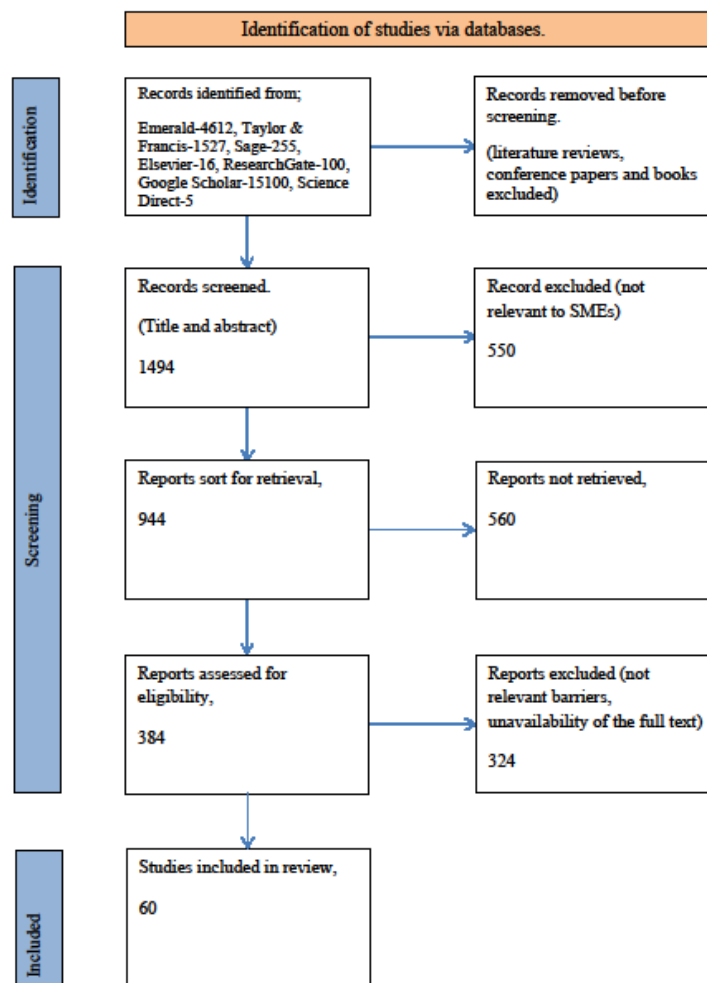 Identification of studies via databases.
Identification
Records identified from;
Emerald-4612, Taylor &
Francis-1527, Sage-255,
Elsevier-16, ResearchGate-100,
Google Scholar-15100, Science
Direct-5
Records removed before
screening.
(literature reviews,
conference papers and books
excluded)
Screening
Records screened.
(Title and abstract)
1494
Record excluded (not
relevant to SMEs)
550
Reports sort for retrieval,
944
Reports not retrieved,
560
Reports assessed for
eligibility,
384
Reports excluded (not
relevant barriers,
unavailability of the full text)
324
Included
Studies included in review,
60